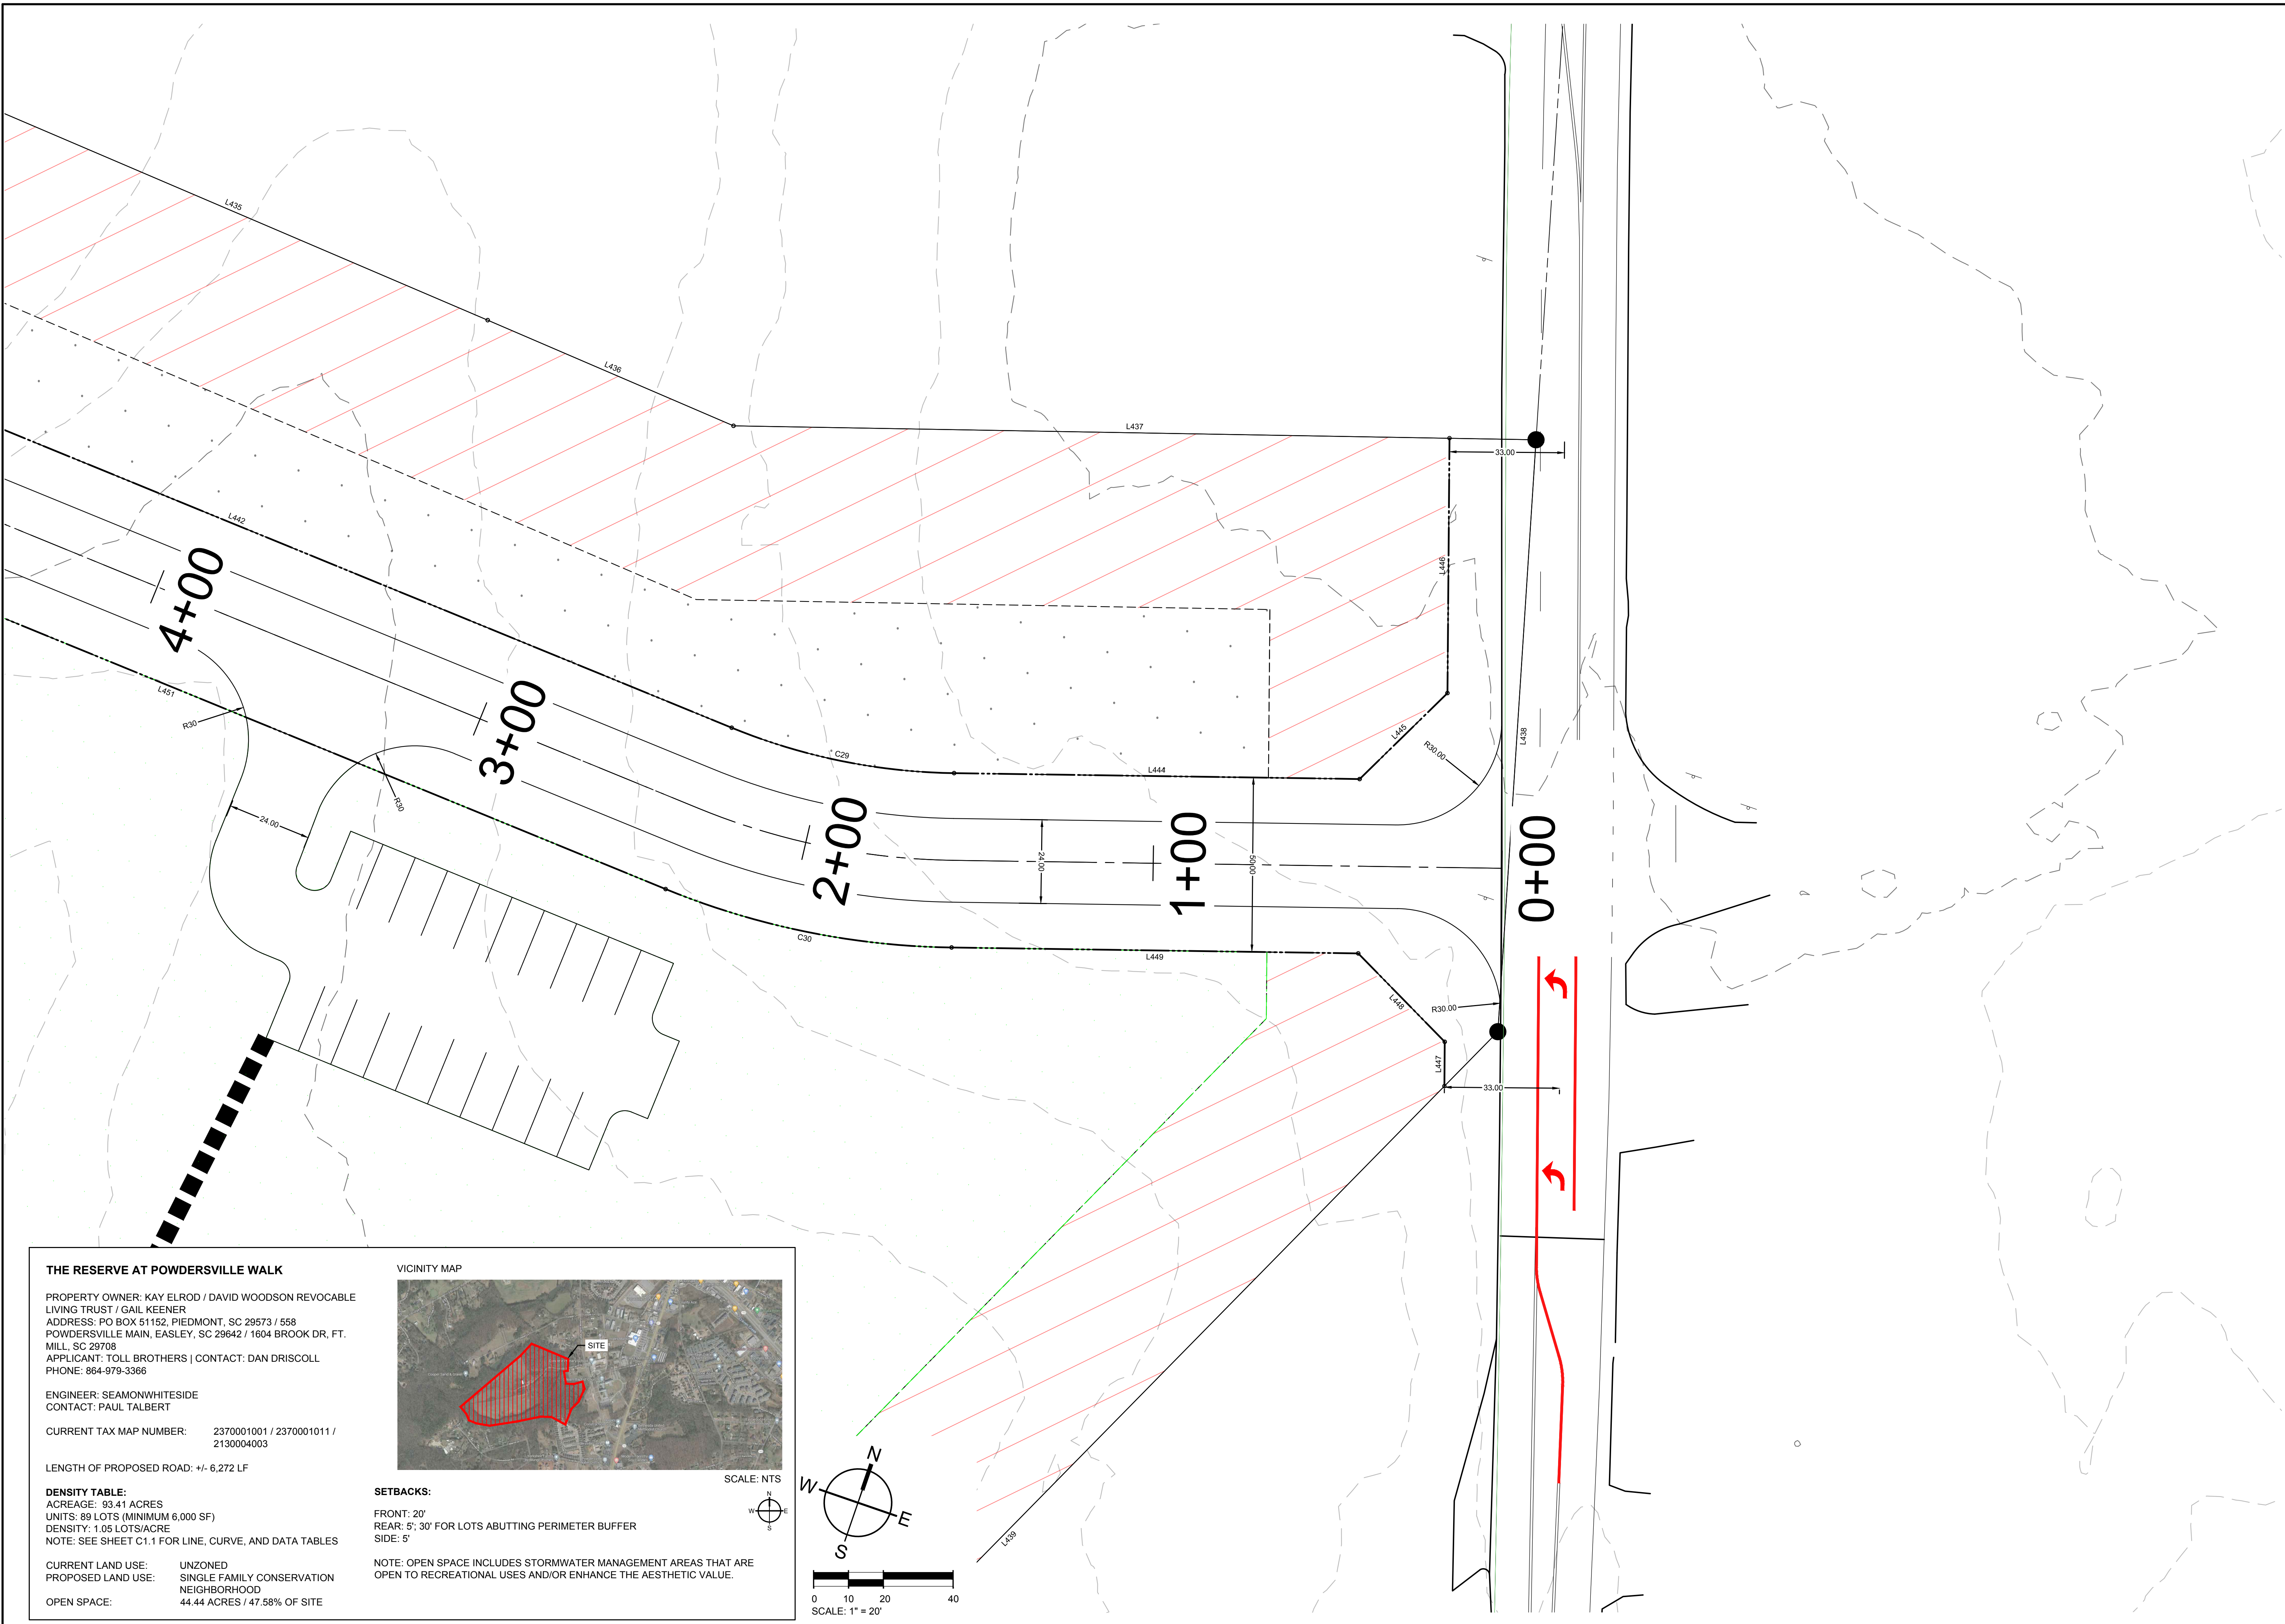 L435
L436
L437
33.00
L446
L442
4+00
L438
L451
R30
3+00
C29
L444
L445
R30.00
R30
24.00
2+00
24.00
1+00
50.00
0+00
C30
L449
L448
R30.00
L447
33.00
L439
THE RESERVE AT POWDERSVILLE WALK
PROPERTY OWNER: KAY ELROD / DAVID WOODSON REVOCABLE
LIVING TRUST / GAIL KEENER
ADDRESS: PO BOX 51152, PIEDMONT, SC 29573 / 558
POWDERSVILLE MAIN, EASLEY, SC 29642 / 1604 BROOK DR, FT.
MILL, SC 29708
APPLICANT: TOLL BROTHERS | CONTACT: DAN DRISCOLL
PHONE: 864-979-3366
ENGINEER: SEAMONWHITESIDE
CONTACT: PAUL TALBERT
CURRENT TAX MAP NUMBER: 2370001001 / 2370001011 /
2130004003
LENGTH OF PROPOSED ROAD: +/- 6,272 LF
DENSITY TABLE:
ACREAGE: 93.41 ACRES
UNITS: 89 LOTS (MINIMUM 6,000 SF)
DENSITY: 1.05 LOTS/ACRE
NOTE: SEE SHEET C1.1 FOR LINE, CURVE, AND DATA TABLES
CURRENT LAND USE: UNZONED
PROPOSED LAND USE: SINGLE FAMILY CONSERVATION
NEIGHBORHOOD
OPEN SPACE: 44.44 ACRES / 47.58% OF SITE
VICINITY MAP
SITE
SCALE: NTS
N
W E
S
SETBACKS:
FRONT: 20'
REAR: 5'; 30' FOR LOTS ABUTTING PERIMETER BUFFER
SIDE: 5'
NOTE: OPEN SPACE INCLUDES STORMWATER MANAGEMENT AREAS THAT ARE
OPEN TO RECREATIONAL USES AND/OR ENHANCE THE AESTHETIC VALUE.
N
W
E
S
0 10 20 40
SCALE: 1" = 20'